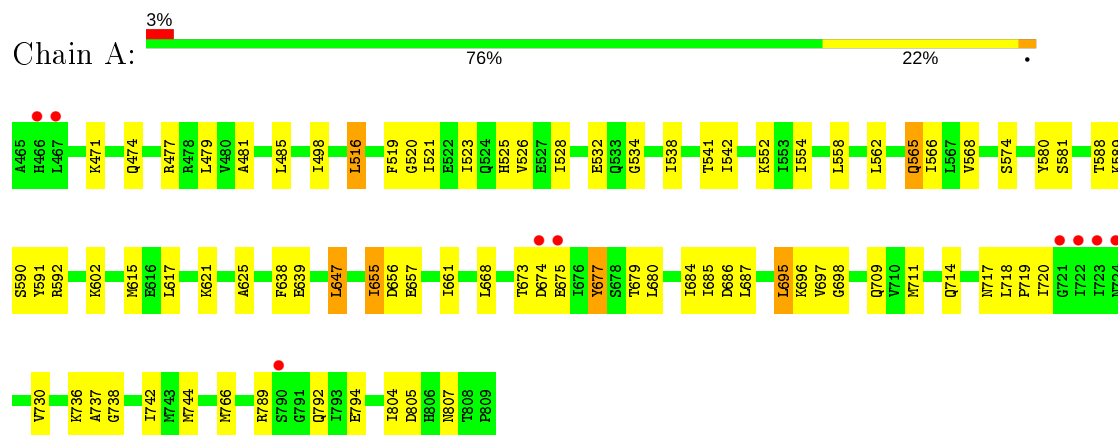 3%
Chain A:
76% 22% •
A465 H466 L467 K471 Q474 R477 R478 L479 V480 A481 L485 I498 L516 F519 G520 I521 E522 I523 Q524 H525 V526 E527 I528 E532 Q533 G534 I538 T541 I542 K552 I553 I554 L558 L562 Q565 I566 L567 V568 S574 Y580 S581 T588 K589
S590 Y591 R592 K602 M615 E616 L617 K621 A625 F638 E639 L647 I655 D656 E657 I661 L668 T673 D674 E675 I676 Y677 S678 T679 L680 I684 I685 D686 L687 L695 K696 V697 G698 Q709 V710 M711 Q714 N717 L718 P719 I720 G721 I722 I723 N724
V730 K736 A737 G738 I742 M743 M744 M766 R789 S790 G791 Q792 I793 E794 I804 D805 H806 N807 T808 P809